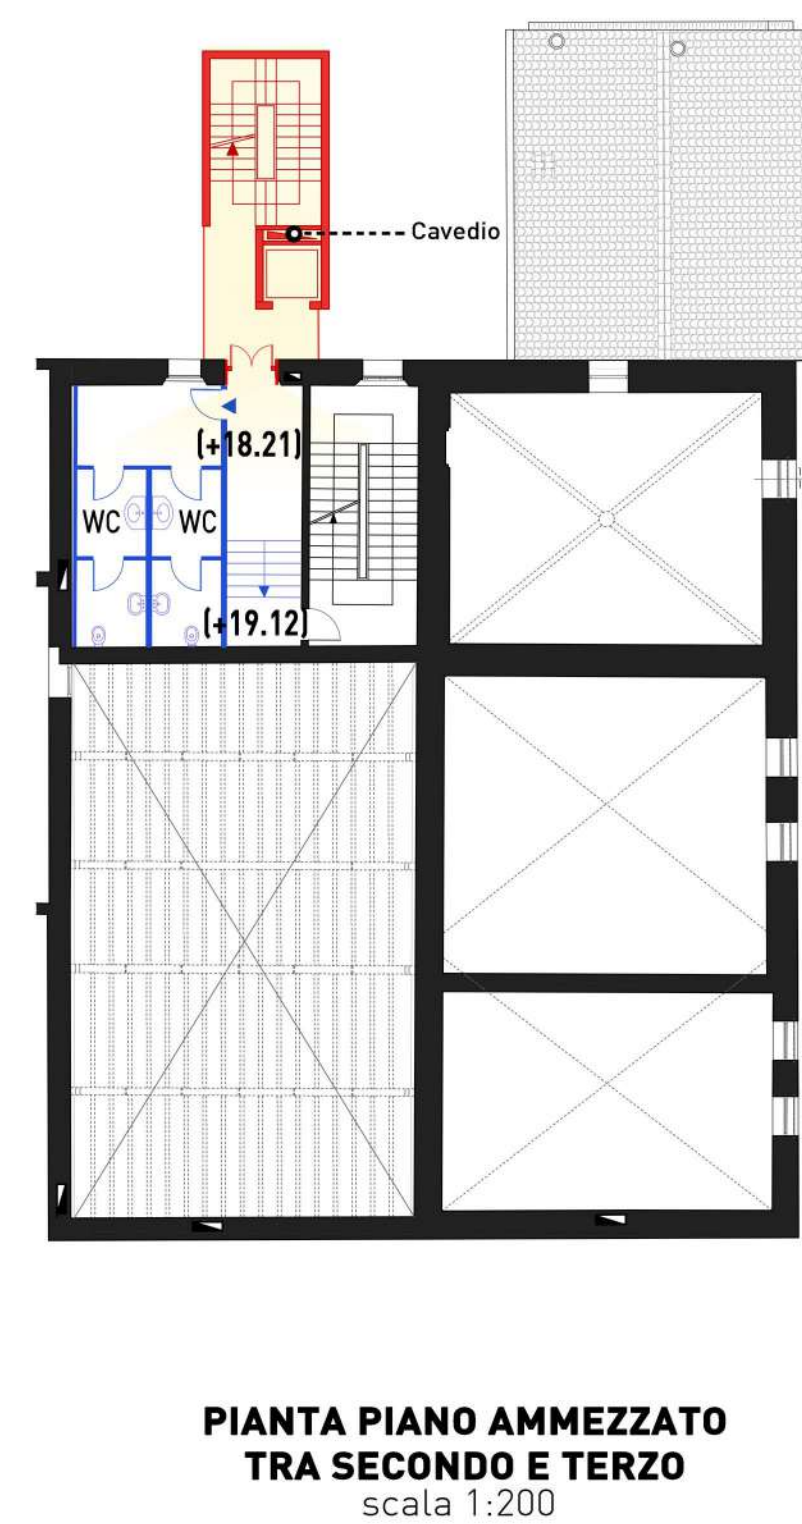 Cavedio
(+18.21)
WC WC
(+19.12)
PIANTA PIANO AMMEZZATO
TRA SECONDO E TERZO
scala 1:200